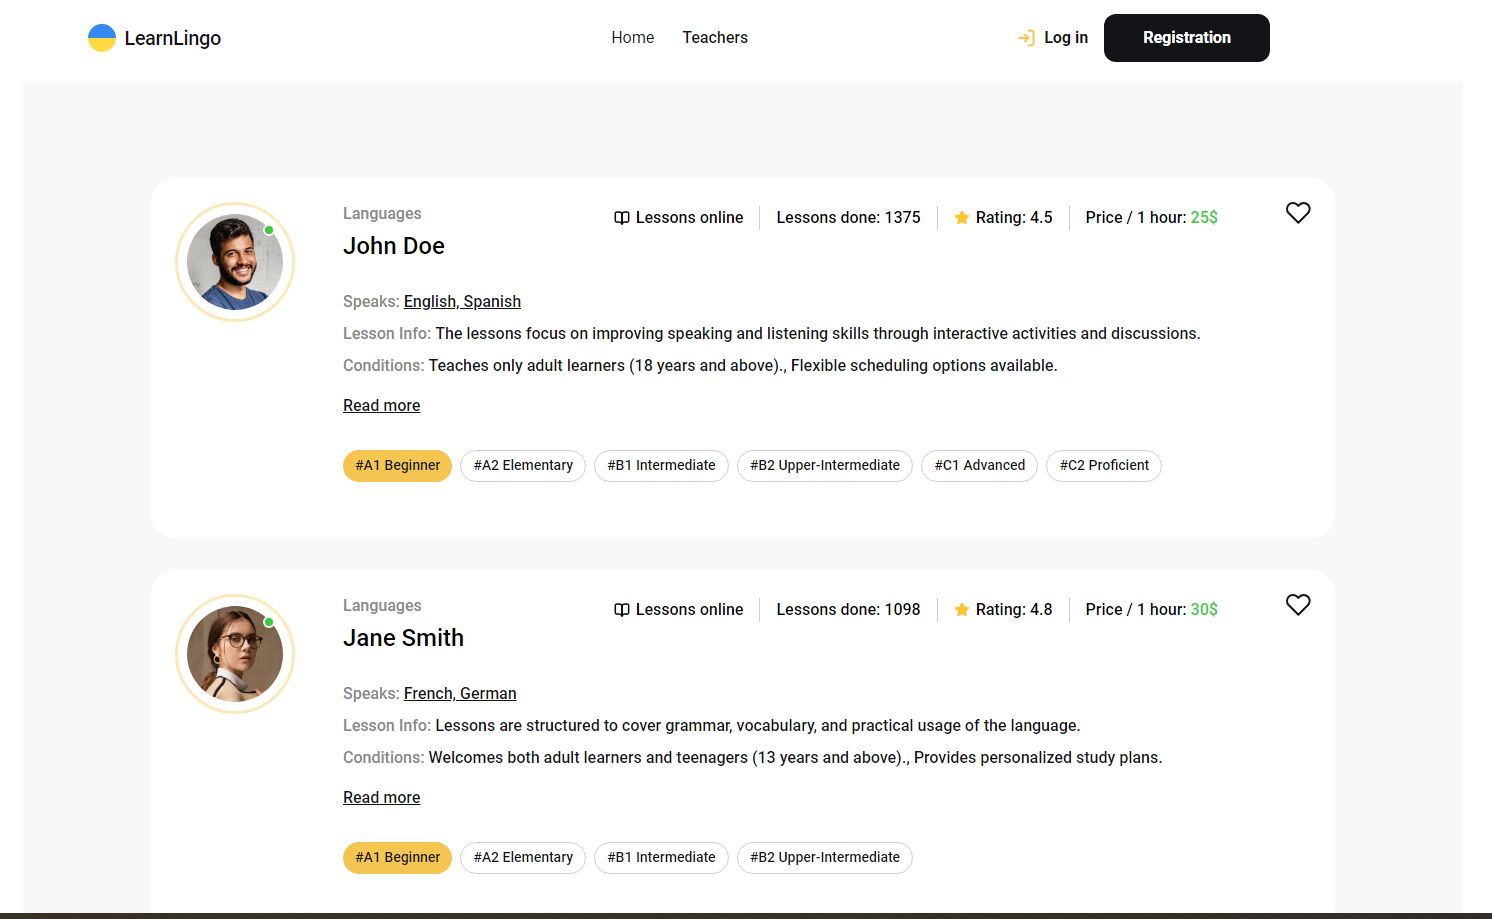 LearnLingo Home Teachers Log in Registration
Languages Lessons online Lessons done: 1375 Rating: 4.5 Price / 1 hour: 25$
John Doe
Speaks: English, Spanish
Lesson Info: The lessons focus on improving speaking and listening skills through interactive activities and discussions.
Conditions: Teaches only adult learners (18 years and above)., Flexible scheduling options available.
Read more
#A1 Beginner #A2 Elementary #B1 Intermediate #B2 Upper-Intermediate #C1 Advanced #C2 Proficient
Languages Lessons online Lessons done: 1098 Rating: 4.8 Price / 1 hour: 30$
Jane Smith
Speaks: French, German
Lesson Info: Lessons are structured to cover grammar, vocabulary, and practical usage of the language.
Conditions: Welcomes both adult learners and teenagers (13 years and above)., Provides personalized study plans.
Read more
#A1 Beginner #A2 Elementary #B1 Intermediate #B2 Upper-Intermediate